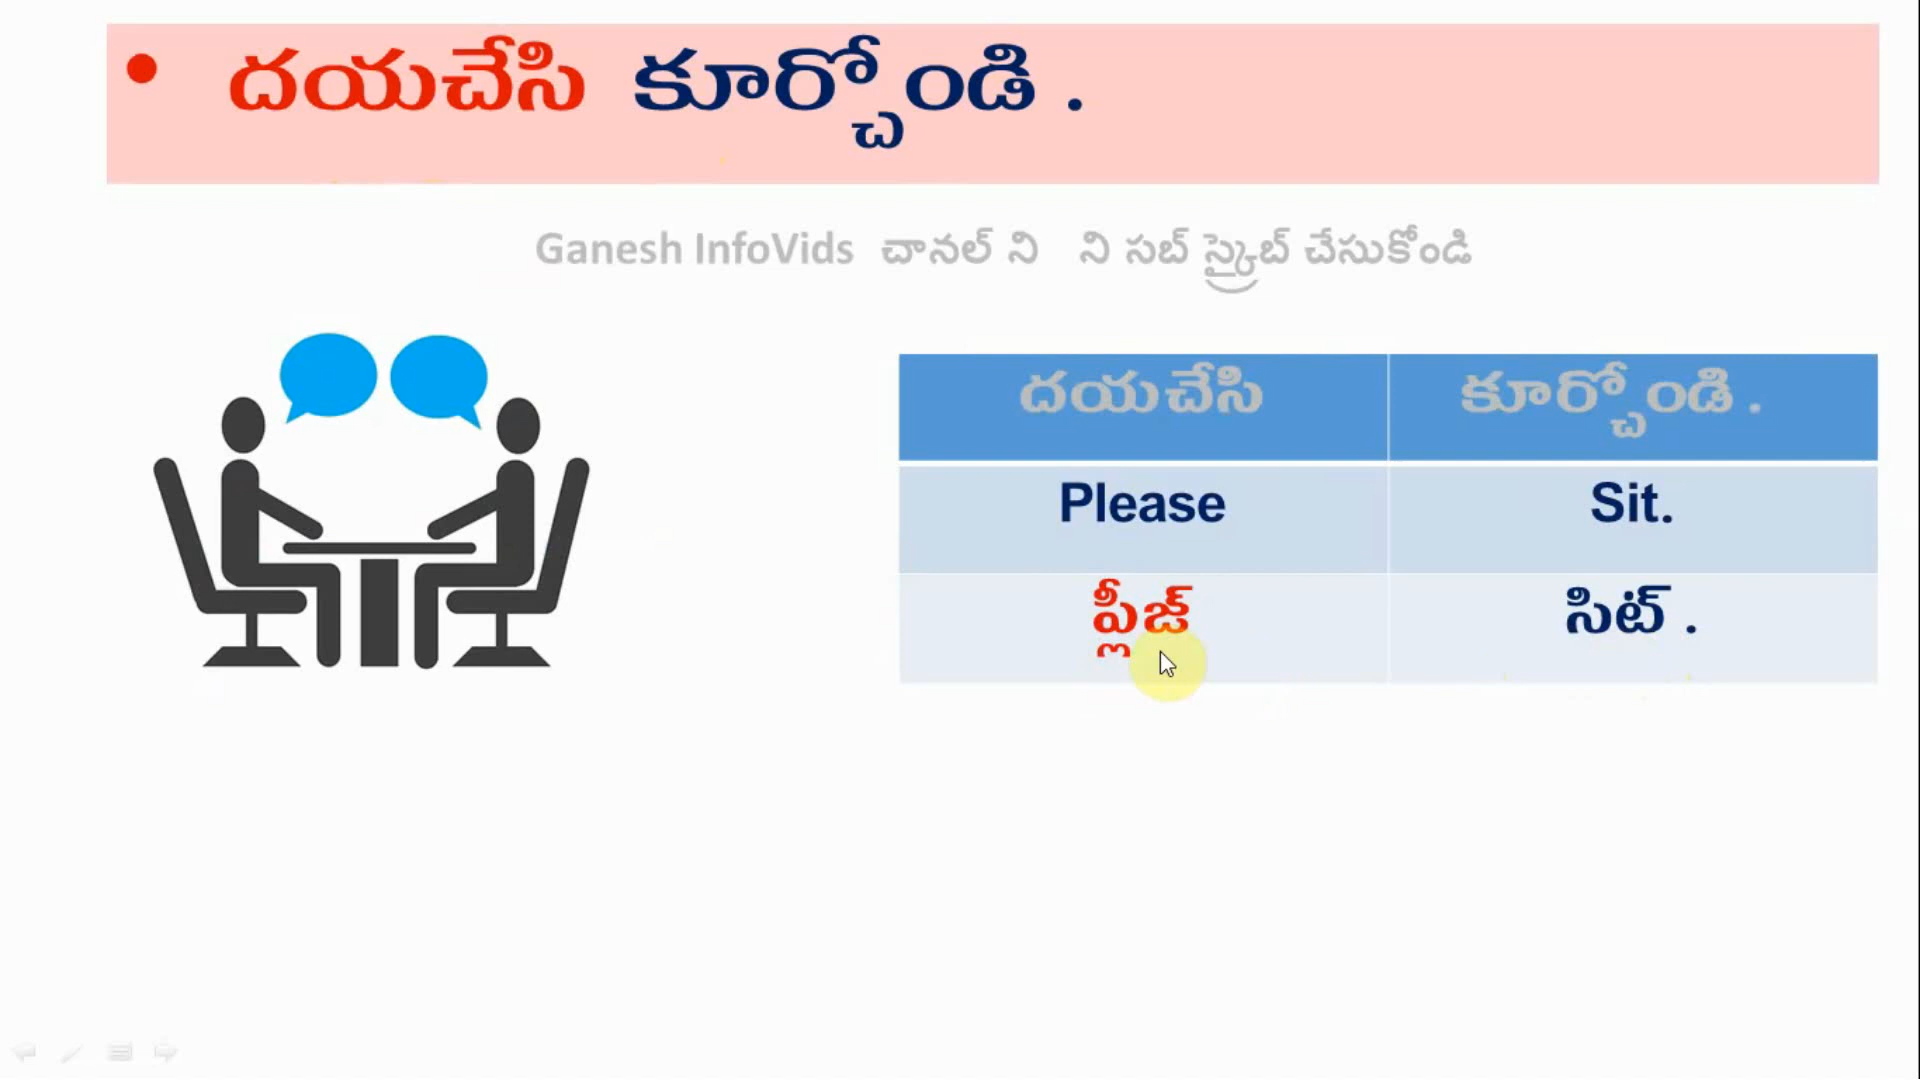 • దయచేసి కూర్చోండి .
Ganesh InfoVids చానల్ ని ని సబ్ స్క్రైబ్ చేసుకోండి
దయచేసి కూర్చోండి .
Please Sit.
ప్లీజ్ సిట్ .